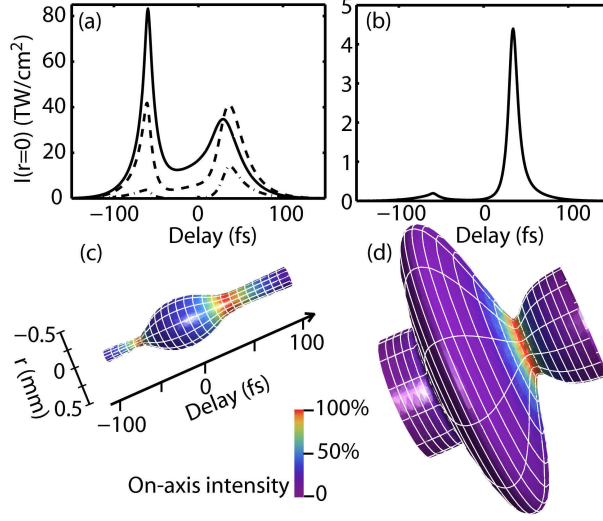 (a)
(b)
I(r=0) (TW/cm²)
80
60
40
20
0
−100
0
100
Delay (fs)
5
4
3
2
1
0
−100
0
100
Delay (fs)
(c)
(d)
−0.5
0
0.5
r (mm)
−100
0
100
Delay (fs)
100%
50%
0
On-axis intensity